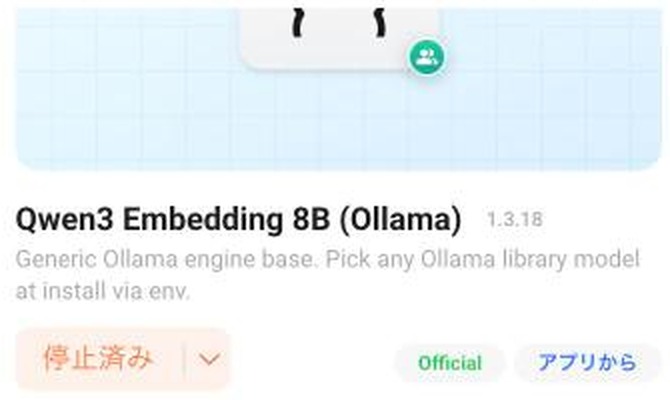 Qwen3 Embedding 8B (Ollama) 1.3.18
Generic Ollama engine base. Pick any Ollama library model
at install via env.
停止済み Official アプリから